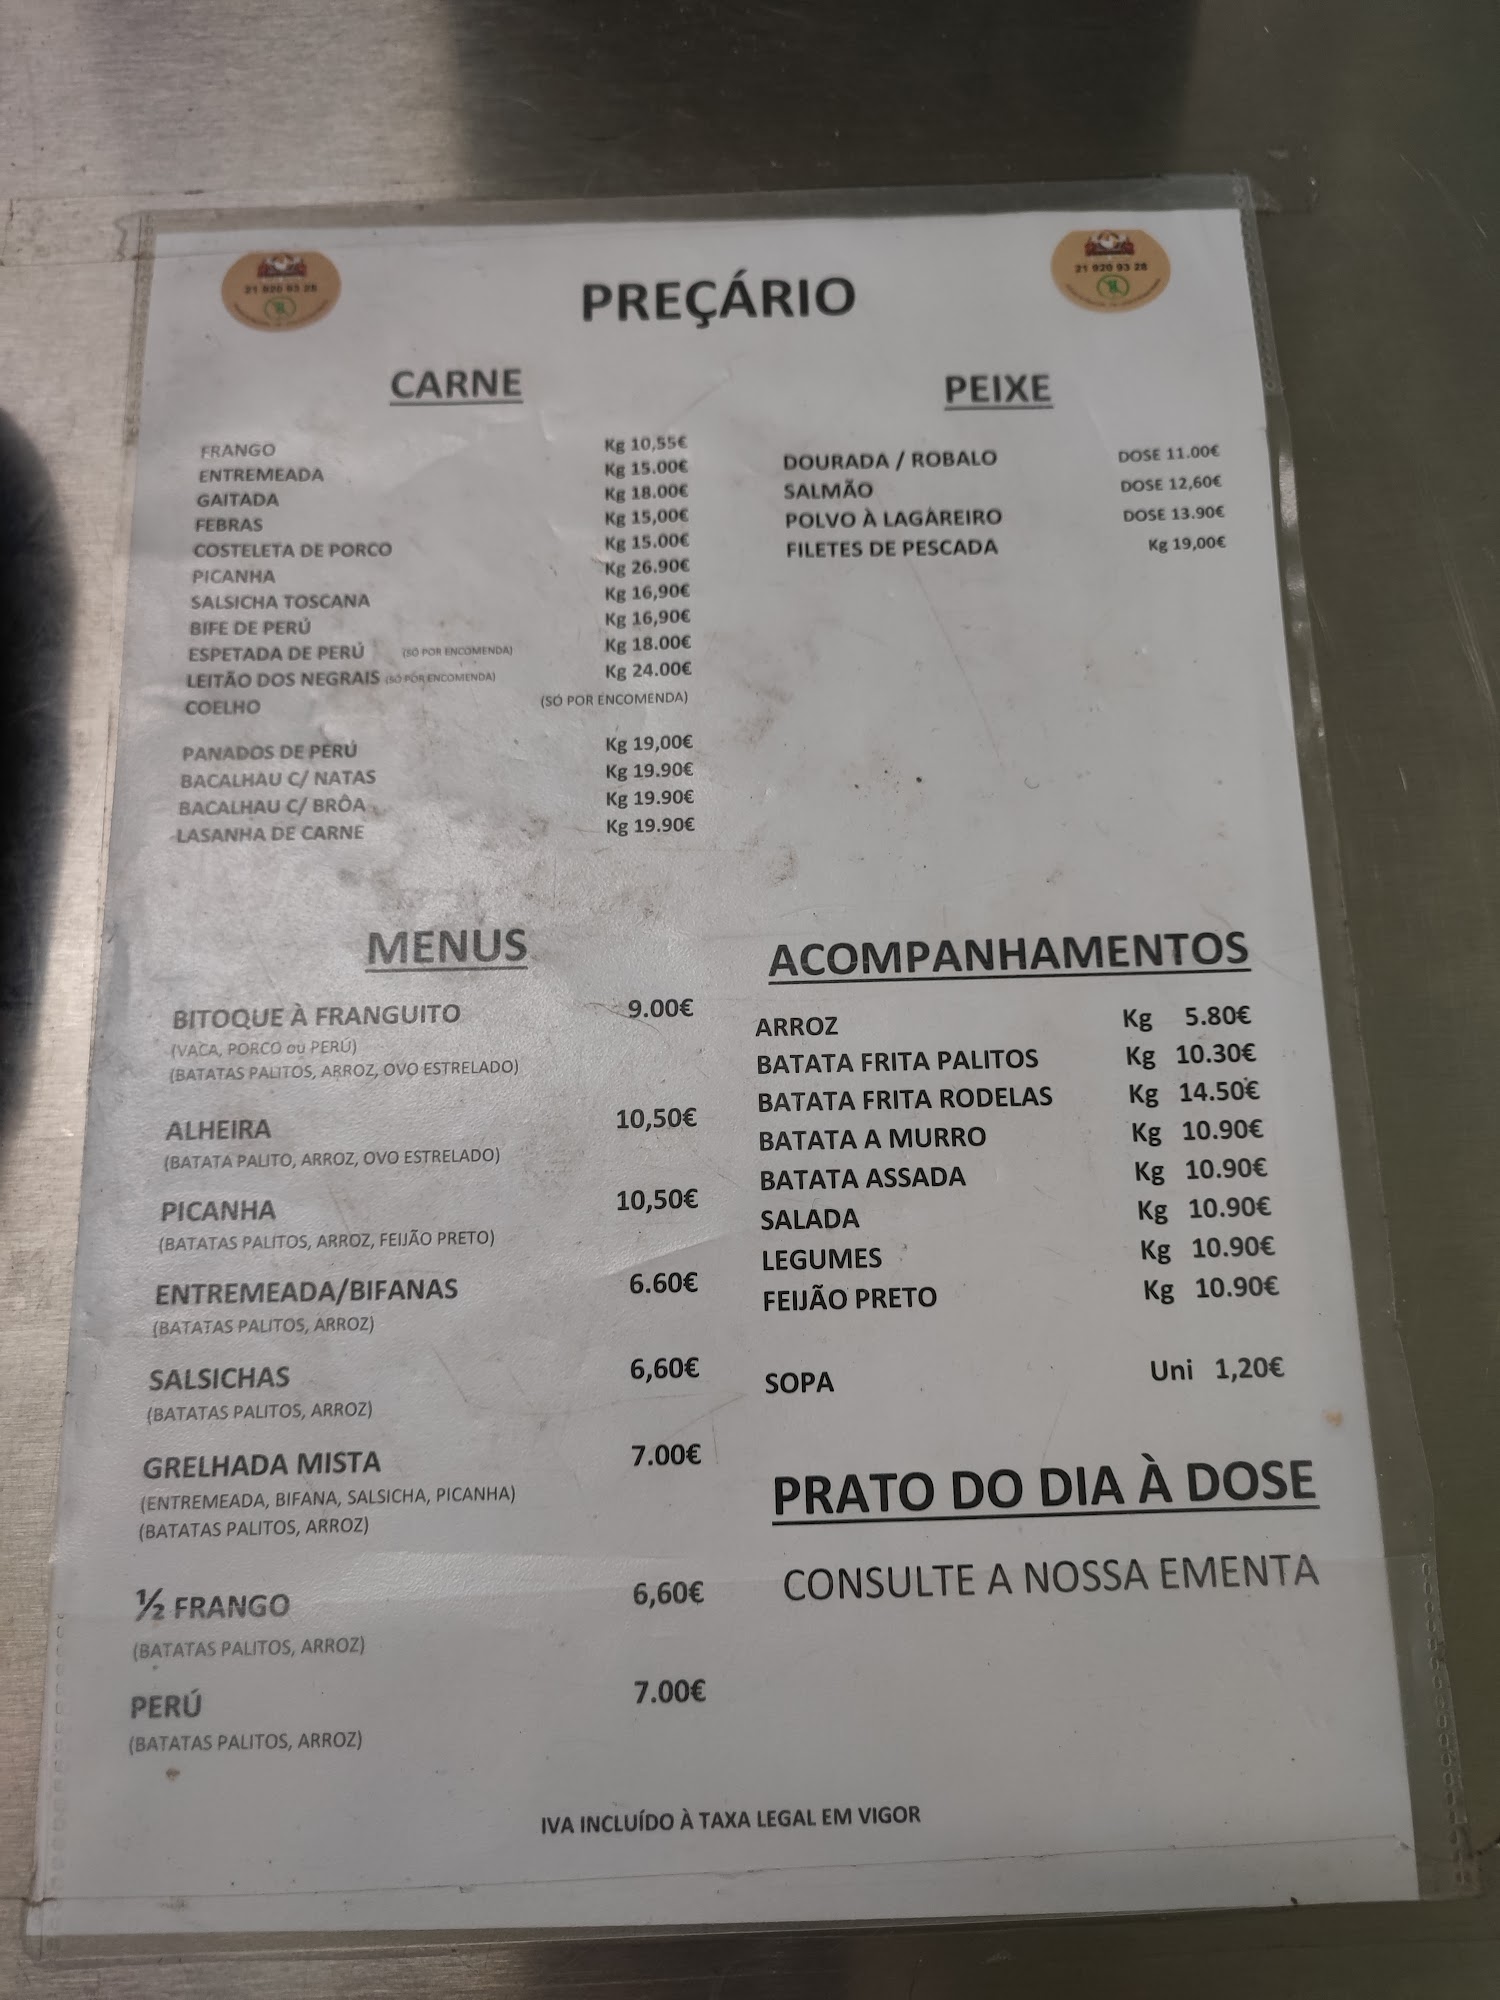 21 920 93 28
21 920 93 28
PREÇÁRIO
CARNE
FRANGO Kg 10,55€
ENTREMEADA Kg 15.00€
GAITADA Kg 18.00€
FEBRAS Kg 15,00€
COSTELETA DE PORCO Kg 15.00€
PICANHA Kg 26.90€
SALSICHA TOSCANA Kg 16,90€
BIFE DE PERÚ Kg 16,90€
ESPETADA DE PERÚ (SÓ POR ENCOMENDA) Kg 18.00€
LEITÃO DOS NEGRAIS (SÓ POR ENCOMENDA) Kg 24.00€
COELHO (SÓ POR ENCOMENDA)
PANADOS DE PERÚ Kg 19,00€
BACALHAU C/ NATAS Kg 19.90€
BACALHAU C/ BRÔA Kg 19.90€
LASANHA DE CARNE Kg 19.90€
PEIXE
DOURADA / ROBALO DOSE 11.00€
SALMÃO DOSE 12,60€
POLVO À LAGAREIRO DOSE 13.90€
FILETES DE PESCADA Kg 19,00€
MENUS
BITOQUE À FRANGUITO 9.00€
(VACA, PORCO ou PERÚ)
(BATATAS PALITOS, ARROZ, OVO ESTRELADO)
ALHEIRA 10,50€
(BATATA PALITO, ARROZ, OVO ESTRELADO)
PICANHA 10,50€
(BATATAS PALITOS, ARROZ, FEIJÃO PRETO)
ENTREMEADA/BIFANAS 6.60€
(BATATAS PALITOS, ARROZ)
SALSICHAS 6,60€
(BATATAS PALITOS, ARROZ)
GRELHADA MISTA 7.00€
(ENTREMEADA, BIFANA, SALSICHA, PICANHA)
(BATATAS PALITOS, ARROZ)
½ FRANGO 6,60€
(BATATAS PALITOS, ARROZ)
PERÚ 7.00€
(BATATAS PALITOS, ARROZ)
ACOMPANHAMENTOS
ARROZ Kg 5.80€
BATATA FRITA PALITOS Kg 10.30€
BATATA FRITA RODELAS Kg 14.50€
BATATA A MURRO Kg 10.90€
BATATA ASSADA Kg 10.90€
SALADA Kg 10.90€
LEGUMES Kg 10.90€
FEIJÃO PRETO Kg 10.90€
SOPA Uni 1,20€
PRATO DO DIA À DOSE
CONSULTE A NOSSA EMENTA
IVA INCLUÍDO À TAXA LEGAL EM VIGOR